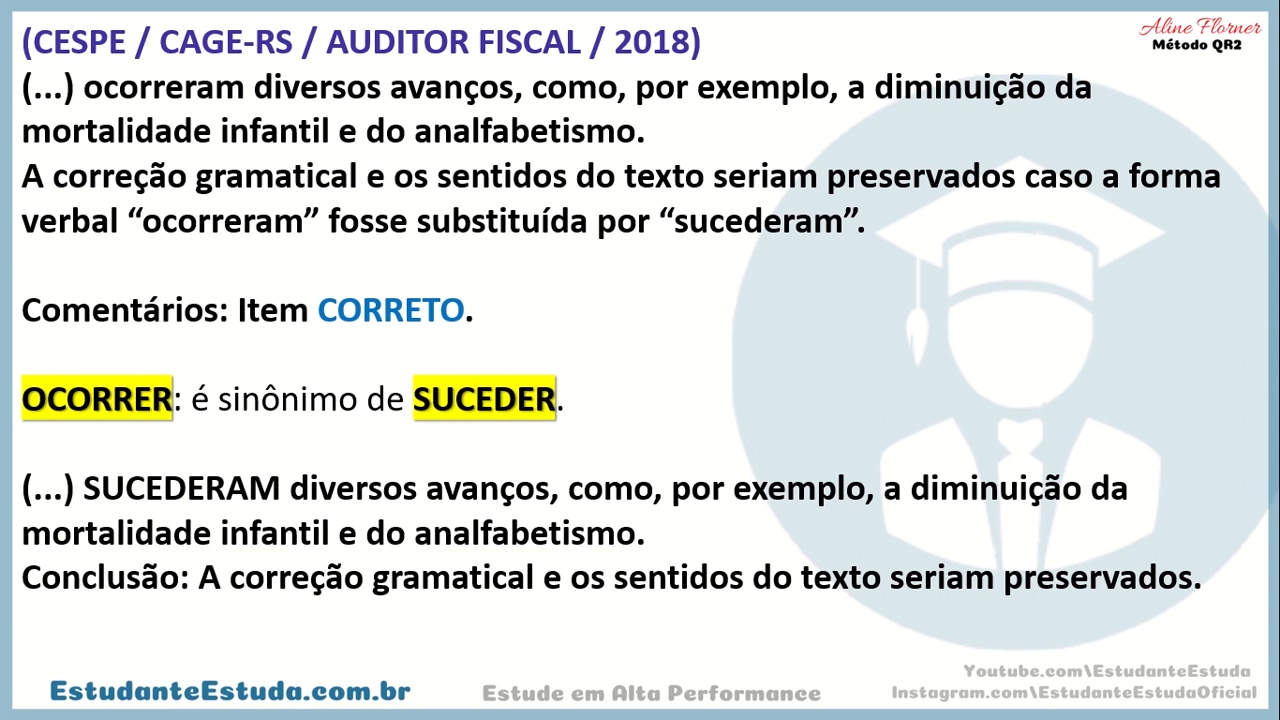 Aline Florner
Método QR2
(CESPE / CAGE-RS / AUDITOR FISCAL / 2018)
(...) ocorreram diversos avanços, como, por exemplo, a diminuição da
mortalidade infantil e do analfabetismo.
A correção gramatical e os sentidos do texto seriam preservados caso a forma
verbal “ocorreram” fosse substituída por “sucederam”.
Comentários: Item CORRETO.
OCORRER: é sinônimo de SUCEDER.
(...) SUCEDERAM diversos avanços, como, por exemplo, a diminuição da
mortalidade infantil e do analfabetismo.
Conclusão: A correção gramatical e os sentidos do texto seriam preservados.
EstudanteEstuda.com.br
Estude em Alta Performance
Youtube.com\EstudanteEstuda
Instagram.com\EstudanteEstudaOficial